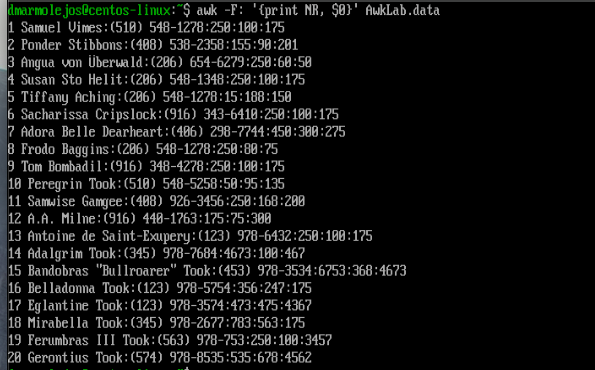 dmarmolejos@centos-linux:~$ awk -F: '{print NR, $0}' AwkLab.data
1 Samuel Vimes:(510) 548-1278:250:100:175
2 Ponder Stibbons:(408) 538-2358:155:90:201
3 Angua von Überwald:(206) 654-6279:250:60:50
4 Susan Sto Helit:(206) 548-1348:250:100:175
5 Tiffany Aching:(206) 548-1278:15:188:150
6 Sacharissa Cripslock:(916) 343-6410:250:100:175
7 Adora Belle Dearheart:(406) 298-7744:450:300:275
8 Frodo Baggins:(206) 548-1278:250:80:75
9 Tom Bombadil:(916) 348-4278:250:100:175
10 Peregrin Took:(510) 548-5258:50:95:135
11 Samwise Gamgee:(408) 926-3456:250:168:200
12 A.A. Milne:(916) 440-1763:175:75:300
13 Antoine de Saint-Exupery:(123) 978-6432:250:100:175
14 Adalgrim Took:(345) 978-7684:4673:100:467
15 Bandobras "Bullroarer" Took:(453) 978-3534:6753:368:4673
16 Belladonna Took:(123) 978-5754:356:247:175
17 Eglantine Took:(123) 978-3574:473:475:4367
18 Mirabella Took:(345) 978-2677:783:563:175
19 Ferumbras III Took:(563) 978-753:250:100:3457
20 Gerontius Took:(574) 978-8535:535:678:4562